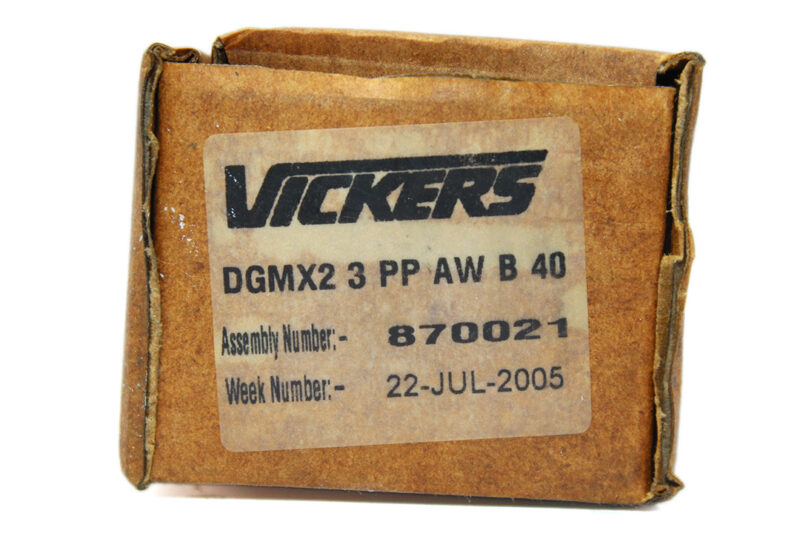 VICKERS
DGMX2 3 PP AW B 40
Assembly Number:- 870021
Week Number:- 22-JUL-2005